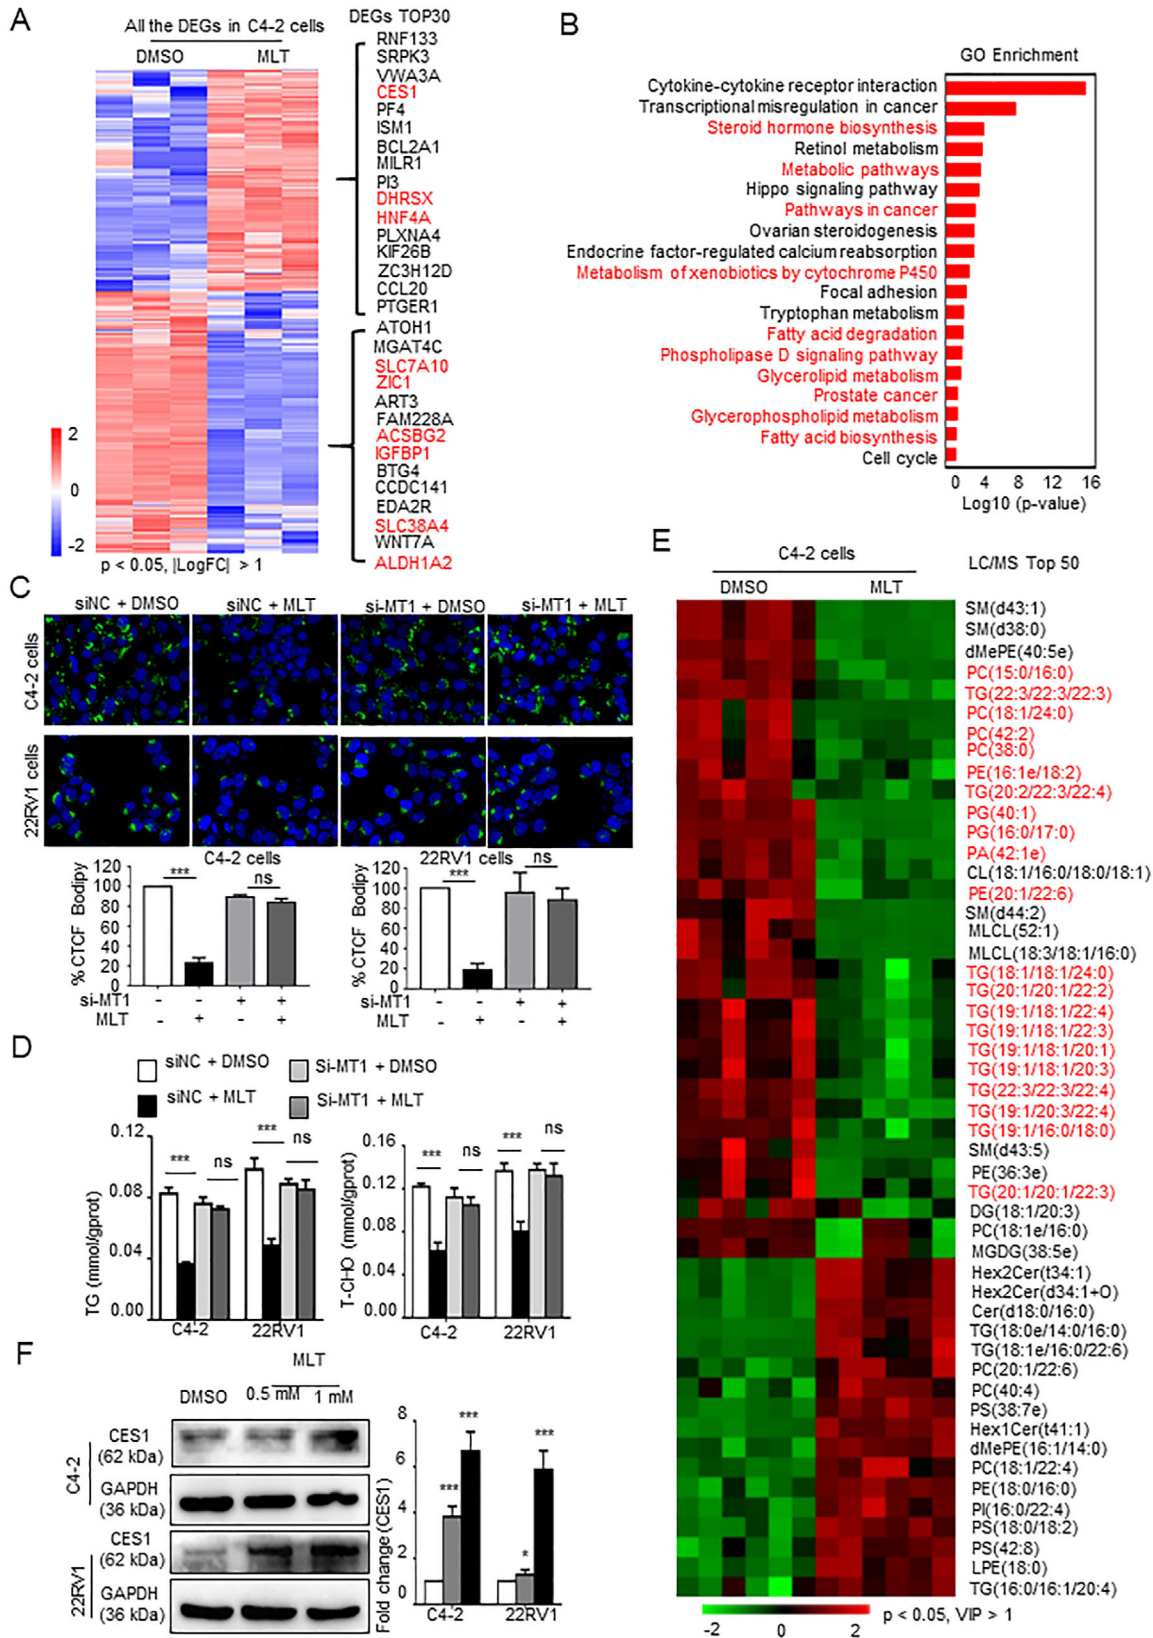 A
All the DEGs in C4-2 cells
DMSO MLT
DEGs TOP30
RNF133
SRPK3
VWA3A
CES1
PF4
ISM1
BCL2A1
MILR1
PI3
DHRSX
HNF4A
PLXNA4
KIF26B
ZC3H12D
CCL20
PTGER1
ATOH1
MGAT4C
SLC7A10
ZIC1
ART3
FAM228A
ACSBG2
IGFBP1
BTG4
CCDC141
EDA2R
SLC38A4
WNT7A
ALDH1A2
2
0
-2
p < 0.05, |LogFC| > 1
B
GO Enrichment
Cytokine-cytokine receptor interaction
Transcriptional misregulation in cancer
Steroid hormone biosynthesis
Retinol metabolism
Metabolic pathways
Hippo signaling pathway
Pathways in cancer
Ovarian steroidogenesis
Endocrine factor-regulated calcium reabsorption
Metabolism of xenobiotics by cytochrome P450
Focal adhesion
Tryptophan metabolism
Fatty acid degradation
Phospholipase D signaling pathway
Glycerolipid metabolism
Prostate cancer
Glycerophospholipid metabolism
Fatty acid biosynthesis
Cell cycle
0 4 8 12 16
Log10 (p-value)
C
siNC + DMSO siNC + MLT si-MT1 + DMSO si-MT1 + MLT
C4-2 cells
22RV1 cells
C4-2 cells
% CTCF Bodipy
120
100
80
60
40
20
0
*** ns
si-MT1 - - + +
MLT - + - +
22RV1 cells
% CTCF Bodipy
120
100
80
60
40
20
0
*** ns
si-MT1 - - + +
MLT - + - +
D
siNC + DMSO Si-MT1 + DMSO
siNC + MLT Si-MT1 + MLT
TG (mmol/gprot)
0.12
0.08
0.04
0.00
*** ns *** ns
C4-2 22RV1
T-CHO (mmol/gprot)
0.16
0.12
0.08
0.04
0.00
*** ns *** ns
C4-2 22RV1
E
C4-2 cells
DMSO MLT
LC/MS Top 50
SM(d43:1)
SM(d38:0)
dMePE(40:5e)
PC(15:0/16:0)
TG(22:3/22:3/22:3)
PC(18:1/24:0)
PC(42:2)
PC(38:0)
PE(16:1e/18:2)
TG(20:2/22:3/22:4)
PG(40:1)
PG(16:0/17:0)
PA(42:1e)
CL(18:1/16:0/18:0/18:1)
PE(20:1/22:6)
SM(d44:2)
MLCL(52:1)
MLCL(18:3/18:1/16:0)
TG(18:1/18:1/24:0)
TG(20:1/20:1/22:2)
TG(19:1/18:1/22:4)
TG(19:1/18:1/22:3)
TG(19:1/18:1/20:1)
TG(19:1/18:1/20:3)
TG(22:3/22:3/22:4)
TG(19:1/20:3/22:4)
TG(19:1/16:0/18:0)
SM(d43:5)
PE(36:3e)
TG(20:1/20:1/22:3)
DG(18:1/20:3)
PC(18:1e/16:0)
MGDG(38:5e)
Hex2Cer(t34:1)
Hex2Cer(d34:1+O)
Cer(d18:0/16:0)
TG(18:0e/14:0/16:0)
TG(18:1e/16:0/22:6)
PC(20:1/22:6)
PC(40:4)
PS(38:7e)
Hex1Cer(t41:1)
dMePE(16:1/14:0)
PC(18:1/22:4)
PE(18:0/16:0)
PI(16:0/22:4)
PS(18:0/18:2)
PS(42:8)
LPE(18:0)
TG(16:0/16:1/20:4)
-2 0 2
p < 0.05, VIP > 1
F
MLT
DMSO 0.5 mM 1 mM
C4-2
CES1
(62 kDa)
GAPDH
(36 kDa)
22RV1
CES1
(62 kDa)
GAPDH
(36 kDa)
Fold change (CES1)
8
6
4
2
0
*** *** * ***
C4-2 22RV1